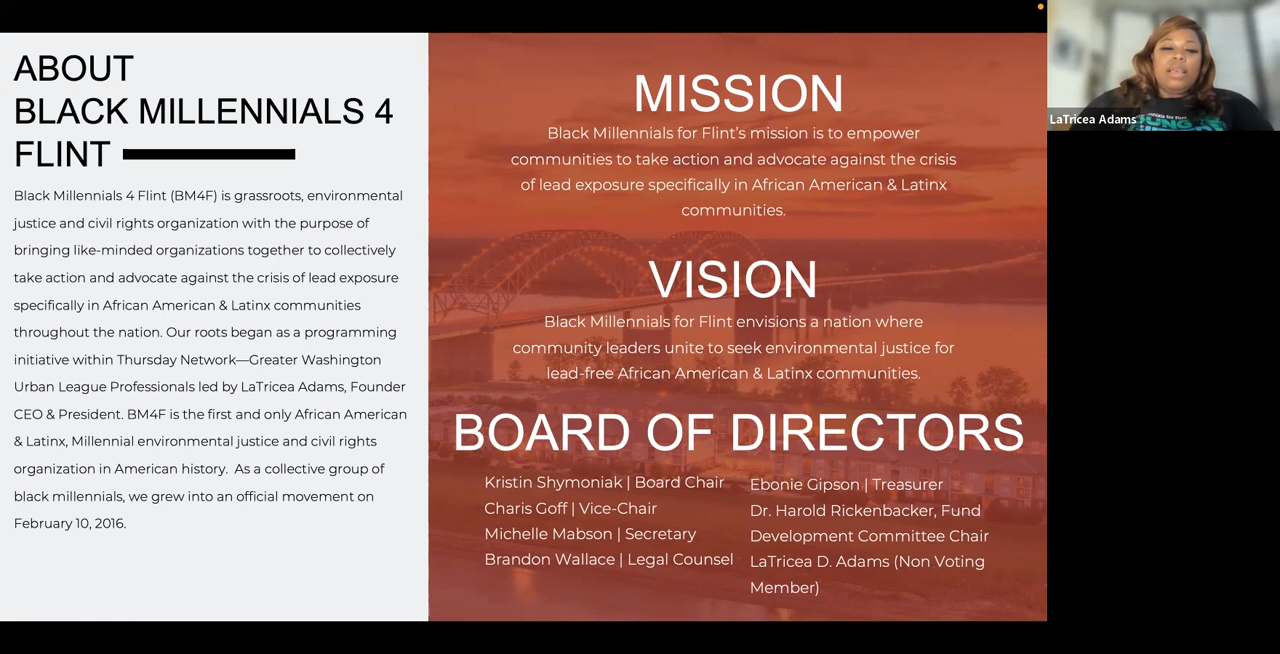 ABOUT
BLACK MILLENNIALS 4
FLINT
Black Millennials 4 Flint (BM4F) is grassroots, environmental
justice and civil rights organization with the purpose of
bringing like-minded organizations together to collectively
take action and advocate against the crisis of lead exposure
specifically in African American & Latinx communities
throughout the nation. Our roots began as a programming
initiative within Thursday Network—Greater Washington
Urban League Professionals led by LaTricea Adams, Founder
CEO & President. BM4F is the first and only African American
& Latinx, Millennial environmental justice and civil rights
organization in American history.  As a collective group of
black millennials, we grew into an official movement on
February 10, 2016.
MISSION
Black Millennials for Flint’s mission is to empower
communities to take action and advocate against the crisis
of lead exposure specifically in African American & Latinx
communities.
VISION
Black Millennials for Flint envisions a nation where
community leaders unite to seek environmental justice for
lead-free African American & Latinx communities.
BOARD OF DIRECTORS
Kristin Shymoniak | Board Chair
Charis Goff | Vice-Chair
Michelle Mabson | Secretary
Brandon Wallace | Legal Counsel
Ebonie Gipson | Treasurer
Dr. Harold Rickenbacker, Fund
Development Committee Chair
LaTricea D. Adams (Non Voting
Member)
LaTricea Adams